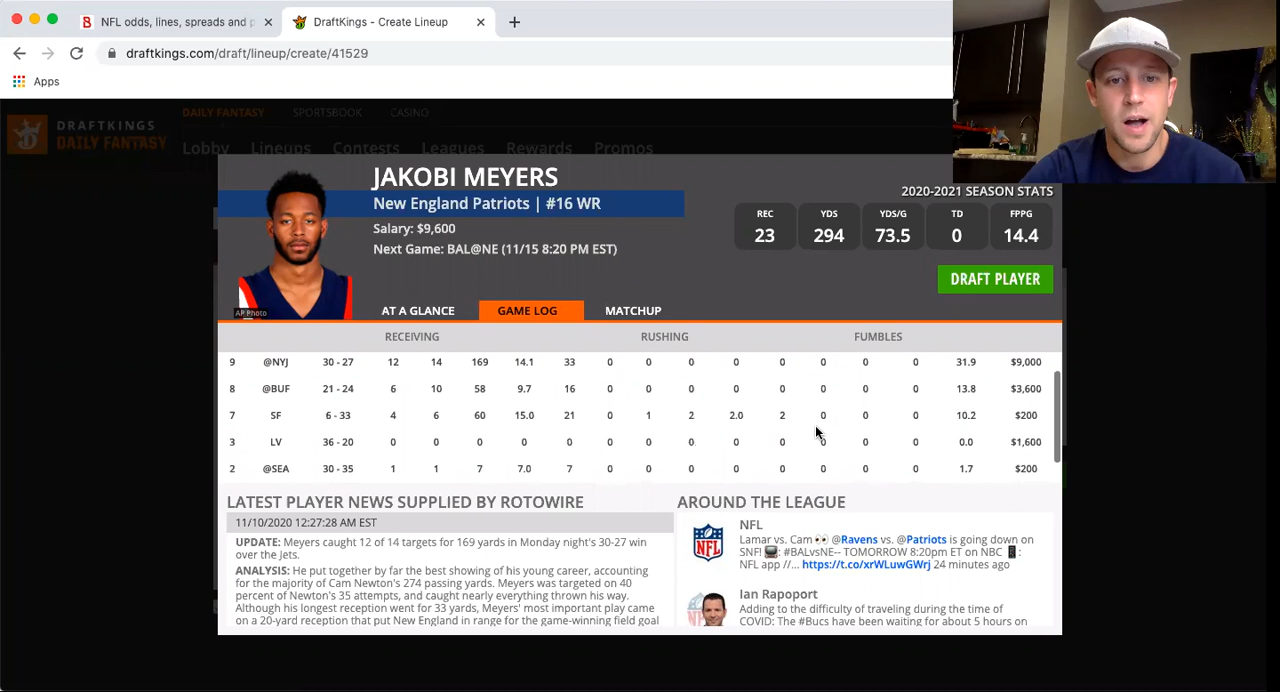 NFL odds, lines, spreads and p
DraftKings - Create Lineup
draftkings.com/draft/lineup/create/41529
Apps
DRAFTKINGS
DAILY FANTASY
DAILY FANTASY SPORTSBOOK CASINO
Lobby Lineups Contests Leagues Rewards Promos
JAKOBI MEYERS
New England Patriots | #16 WR
Salary: $9,600
Next Game: BAL@NE (11/15 8:20 PM EST)
AP Photo
2020-2021 SEASON STATS
REC YDS YDS/G TD FPPG
23 294 73.5 0 14.4
DRAFT PLAYER
AT A GLANCE GAME LOG MATCHUP
RECEIVING RUSHING FUMBLES
9 @NYJ 30 - 27 12 14 169 14.1 33 0 0 0 0 0 0 0 0 31.9 $9,000
8 @BUF 21 - 24 6 10 58 9.7 16 0 0 0 0 0 0 0 0 13.8 $3,600
7 SF 6 - 33 4 6 60 15.0 21 0 1 2 2.0 2 0 0 0 10.2 $200
3 LV 36 - 20 0 0 0 0 0 0 0 0 0 0 0 0 0 0.0 $1,600
2 @SEA 30 - 35 1 1 7 7.0 7 0 0 0 0 0 0 0 0 1.7 $200
LATEST PLAYER NEWS SUPPLIED BY ROTOWIRE
11/10/2020 12:27:28 AM EST
UPDATE: Meyers caught 12 of 14 targets for 169 yards in Monday night's 30-27 win
over the Jets.
ANALYSIS: He put together by far the best showing of his young career, accounting
for the majority of Cam Newton's 274 passing yards. Meyers was targeted on 40
percent of Newton's 35 attempts, and caught nearly everything thrown his way.
Although his longest reception went for 33 yards, Meyers' most important play came
on a 20-yard reception that put New England in range for the game-winning field goal
AROUND THE LEAGUE
NFL
Lamar vs. Cam 👀 @Ravens vs. @Patriots is going down on
SNF! 📺: #BALvsNE-- TOMORROW 8:20pm ET on NBC 📱:
NFL app //... https://t.co/xrWLuwGWrj 24 minutes ago
Ian Rapoport
Adding to the difficulty of traveling during the time of
COVID: The #Bucs have been waiting for about 5 hours on